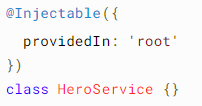 @Injectable({
  providedIn: 'root'
})
class HeroService {}